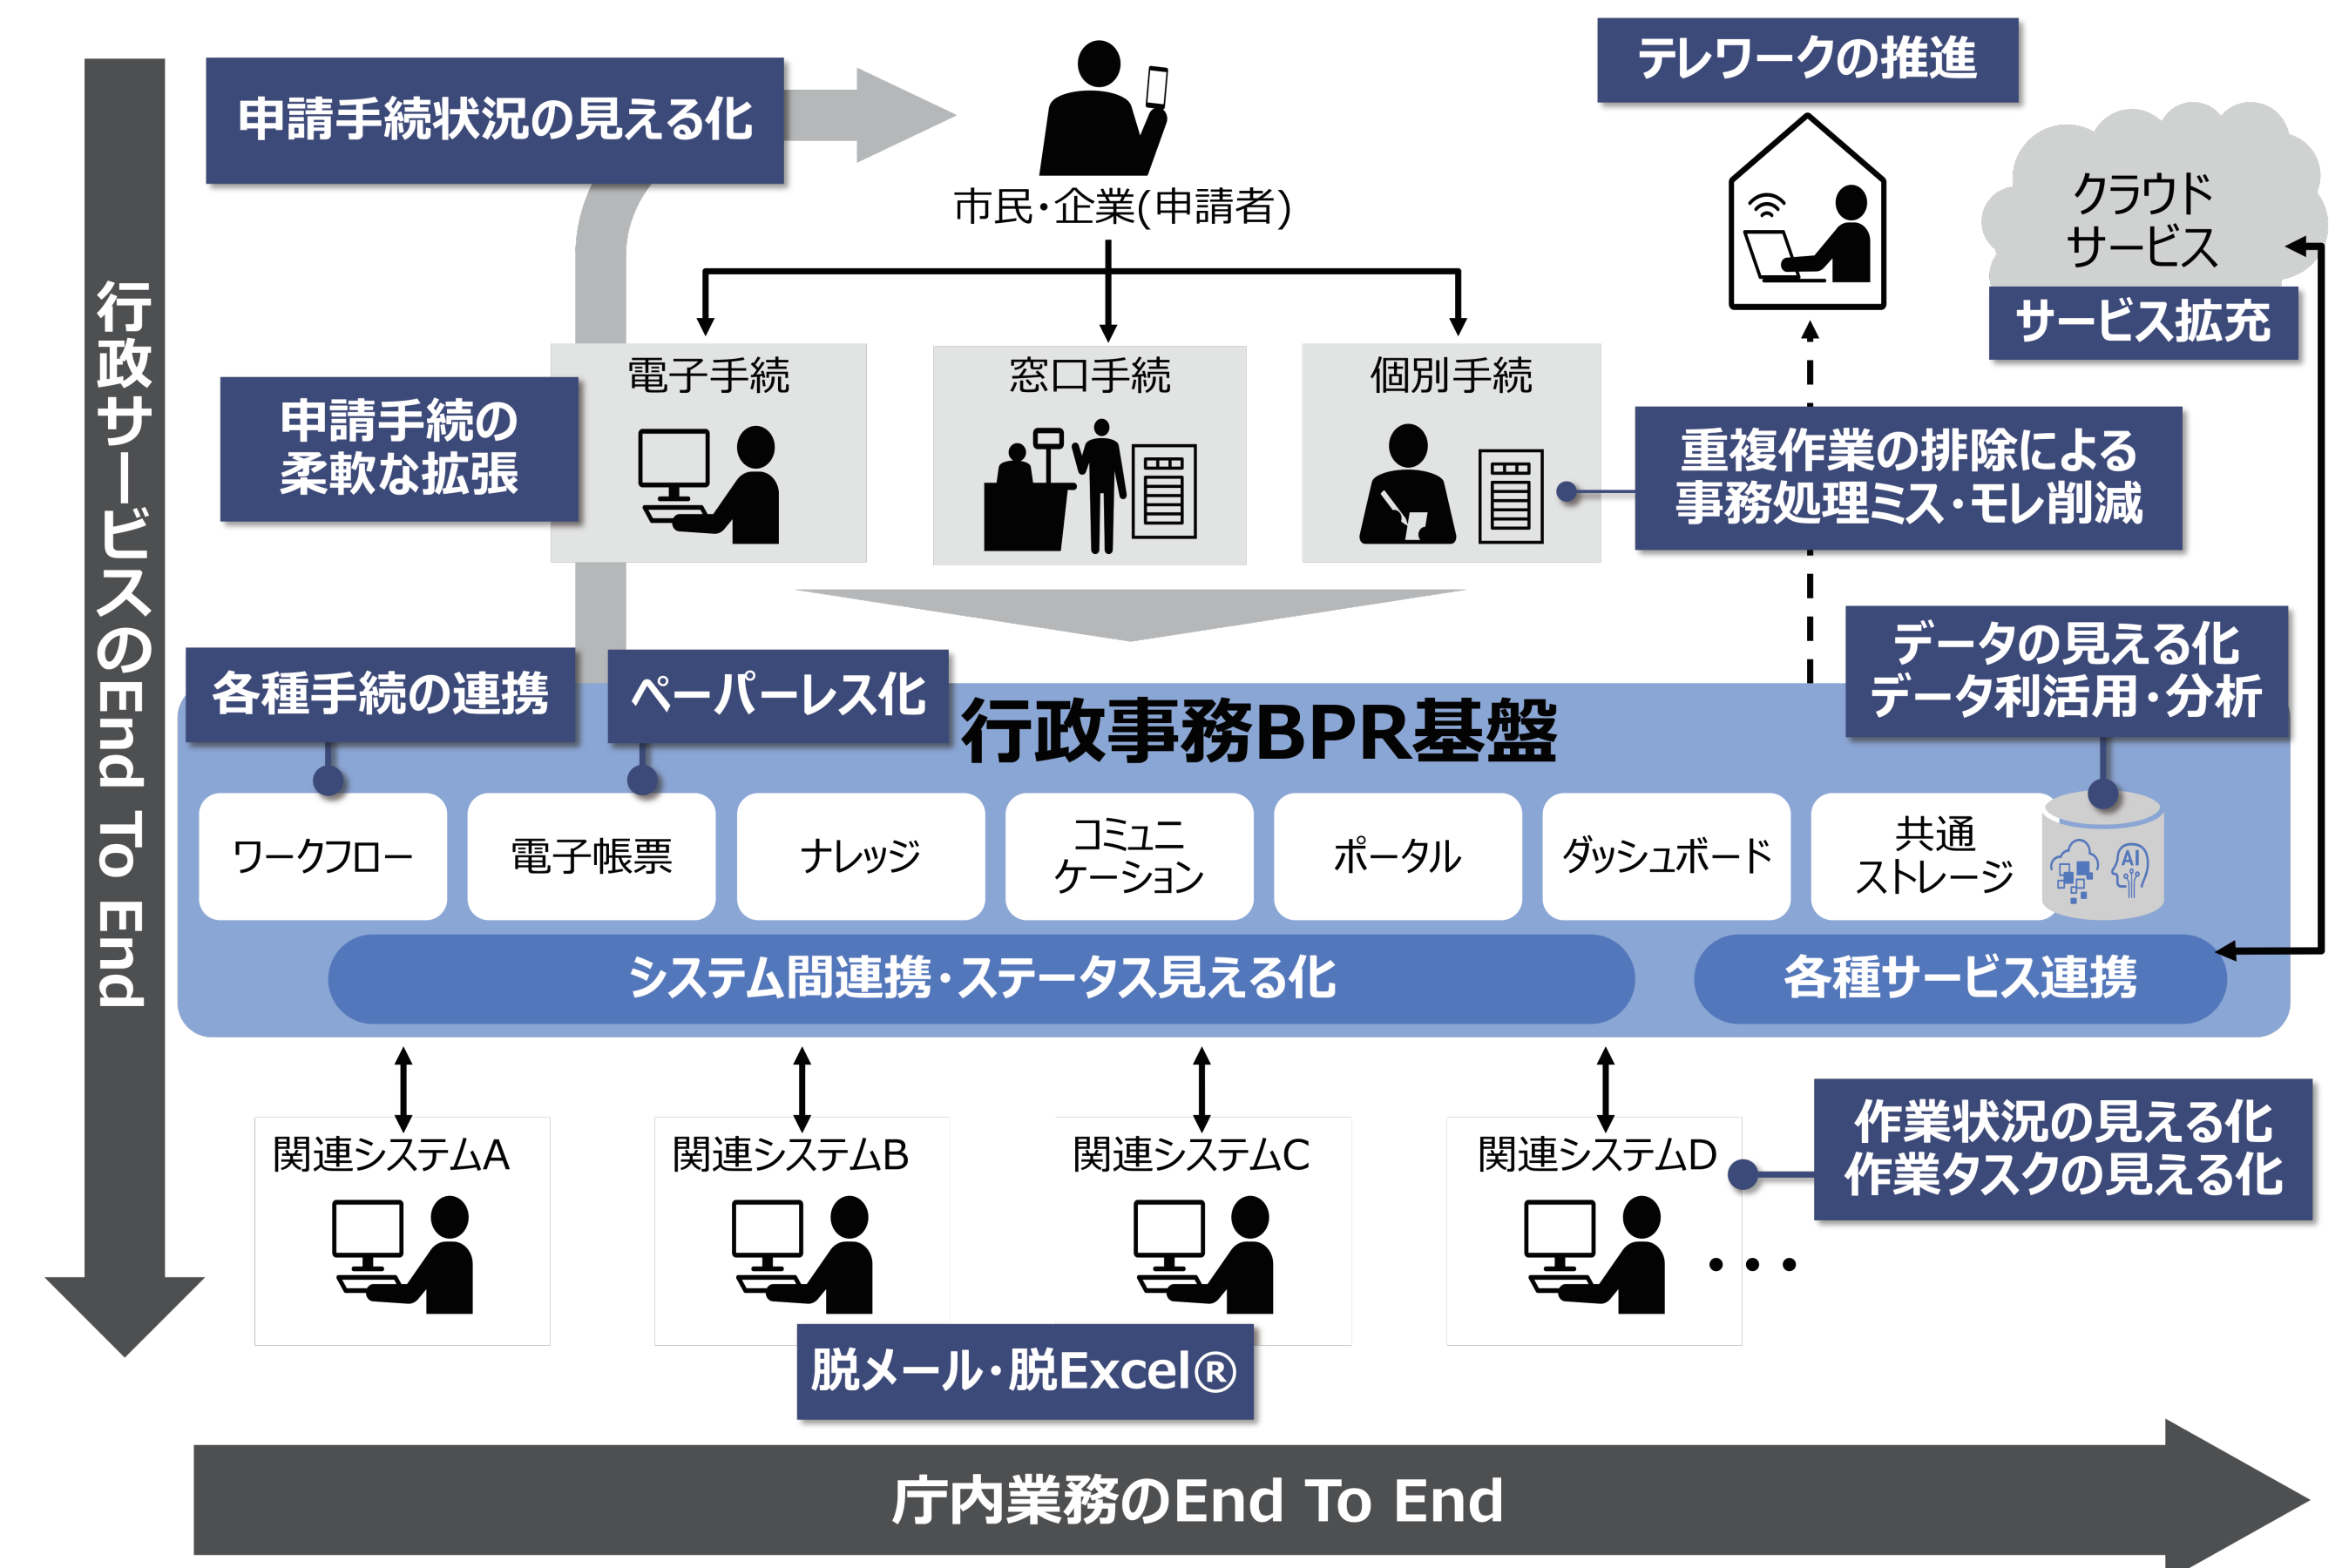 テレワークの推進
申請手続状況の見える化
市民・企業(申請者)
クラウド
サービス
サービス拡充
行政サービスのEnd To End
電子手続
窓口手続
個別手続
申請手続の
柔軟な拡張
重複作業の排除による
事務処理ミス・モレ削減
データの見える化
データ利活用・分析
各種手続の連携
ペーパーレス化
行政事務BPR基盤
ワークフロー
電子帳票
ナレッジ
コミュニ
ケーション
ポータル
ダッシュボード
共通
ストレージ
AI
システム間連携・ステータス見える化
各種サービス連携
関連システムA
関連システムB
関連システムC
関連システムD
・・・
作業状況の見える化
作業タスクの見える化
脱メール・脱Excel®
庁内業務のEnd To End